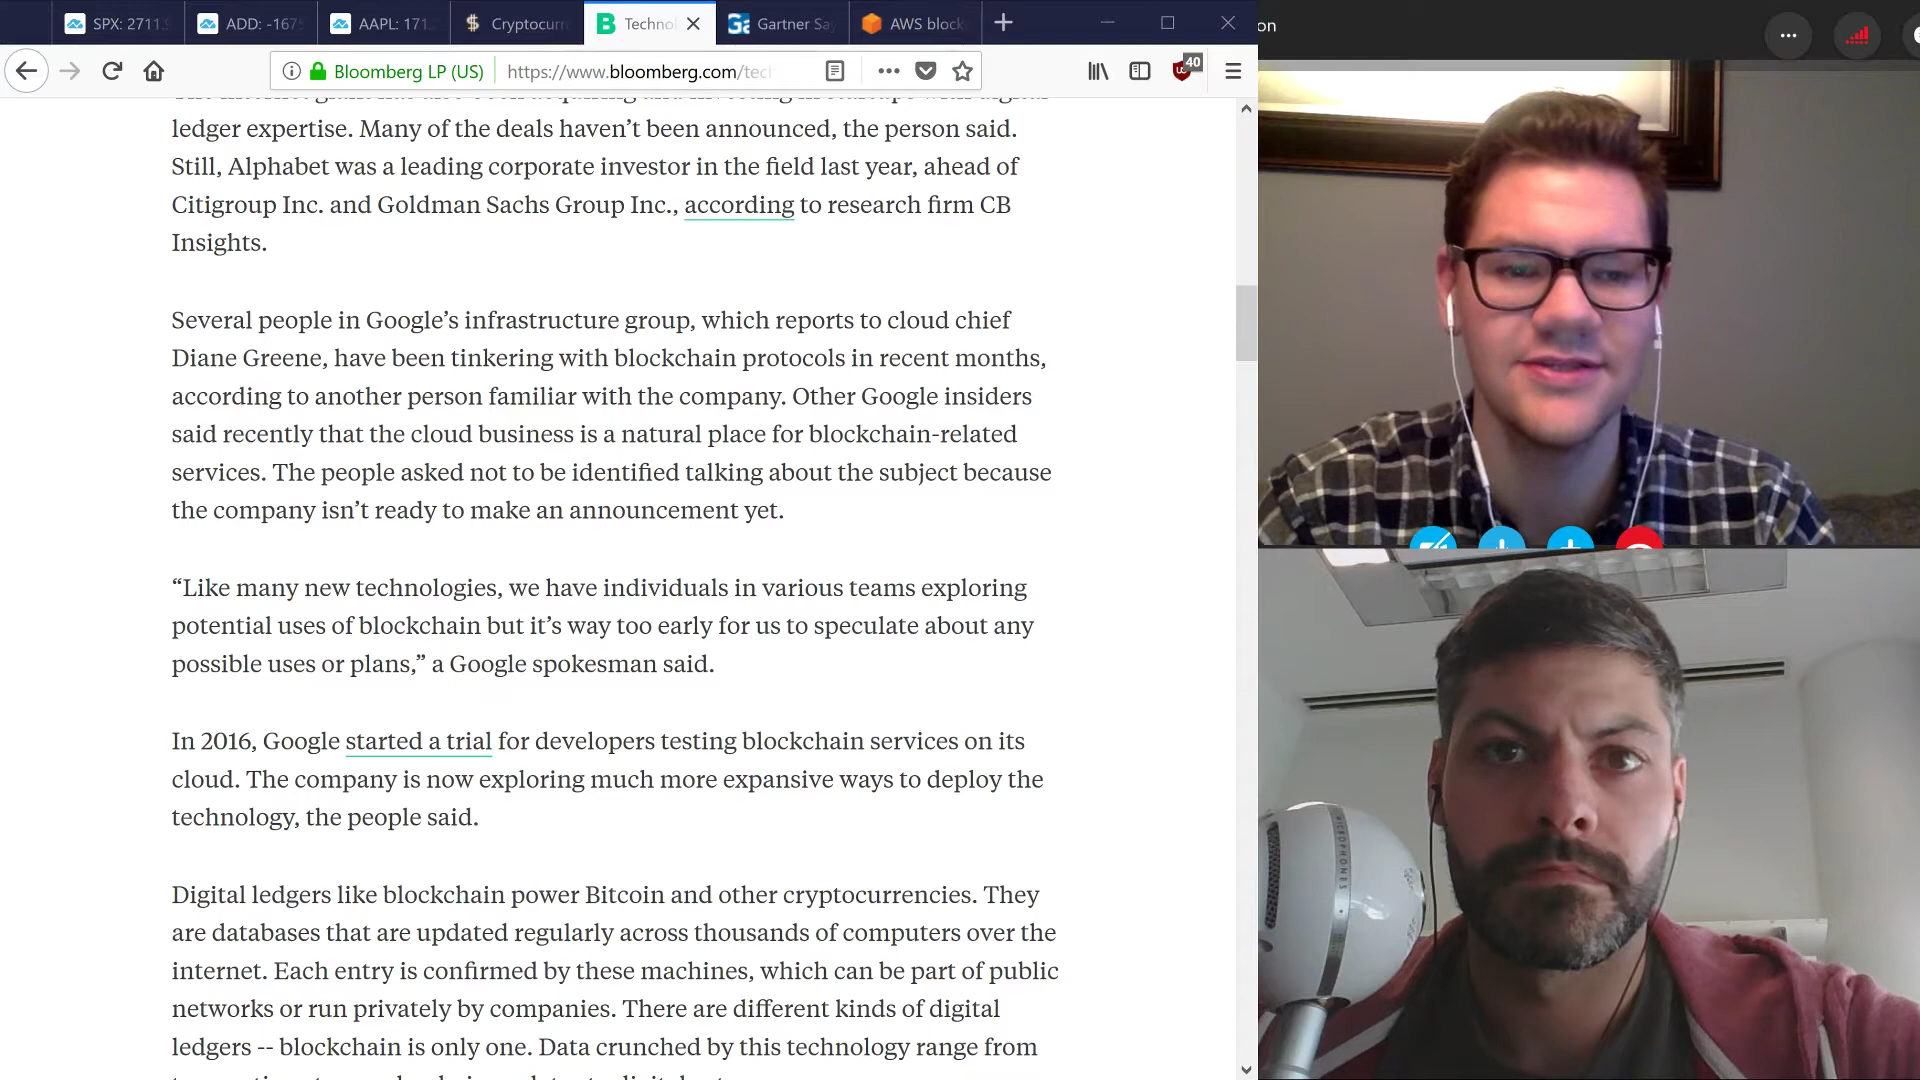 SPX: 2711.
ADD: -167
AAPL: 171.
Cryptocur
Techno
Gartner Sa
AWS block
on
Bloomberg LP (US)
https://www.bloomberg.com/tec
40
ledger expertise. Many of the deals haven’t been announced, the person said.
Still, Alphabet was a leading corporate investor in the field last year, ahead of
Citigroup Inc. and Goldman Sachs Group Inc., according to research firm CB
Insights.
Several people in Google’s infrastructure group, which reports to cloud chief
Diane Greene, have been tinkering with blockchain protocols in recent months,
according to another person familiar with the company. Other Google insiders
said recently that the cloud business is a natural place for blockchain-related
services. The people asked not to be identified talking about the subject because
the company isn’t ready to make an announcement yet.
“Like many new technologies, we have individuals in various teams exploring
potential uses of blockchain but it’s way too early for us to speculate about any
possible uses or plans,” a Google spokesman said.
In 2016, Google started a trial for developers testing blockchain services on its
cloud. The company is now exploring much more expansive ways to deploy the
technology, the people said.
Digital ledgers like blockchain power Bitcoin and other cryptocurrencies. They
are databases that are updated regularly across thousands of computers over the
internet. Each entry is confirmed by these machines, which can be part of public
networks or run privately by companies. There are different kinds of digital
ledgers -- blockchain is only one. Data crunched by this technology range from
MICROPHONES